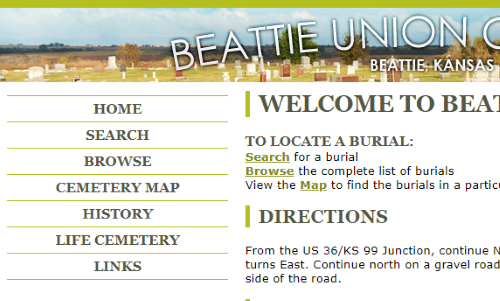 BEATTIE UNION
BEATTIE, KANSAS
HOME
SEARCH
BROWSE
CEMETERY MAP
HISTORY
LIFE CEMETERY
LINKS
WELCOME TO BEAT
TO LOCATE A BURIAL:
Search for a burial
Browse the complete list of burials
View the Map to find the burials in a particu
DIRECTIONS
From the US 36/KS 99 Junction, continue N
turns East. Continue north on a gravel road
side of the road.